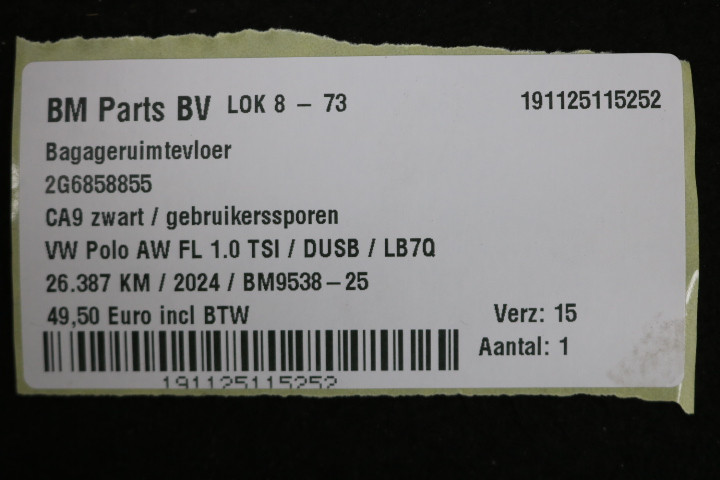 BM Parts BV LOK 8 - 73 191125115252
Bagageruimtevloer
2G6858855
CA9 zwart / gebruikerssporen
VW Polo AW FL 1.0 TSI / DUSB / LB7Q
26.387 KM / 2024 / BM9538-25
49,50 Euro incl BTW Verz: 15
Aantal: 1
191125115252